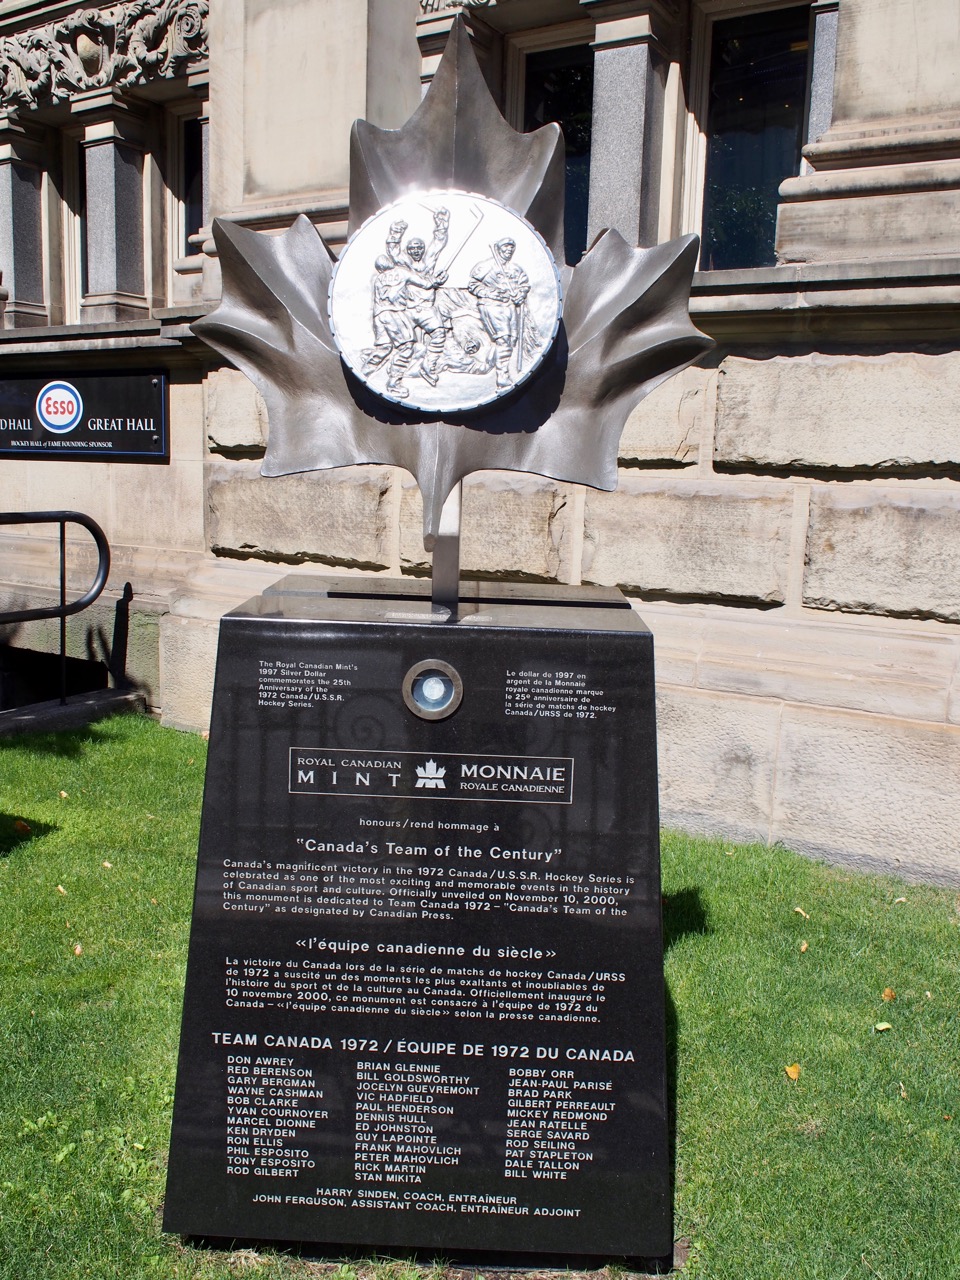 Esso
DHALL GREAT HALL
HOCKEY HALL of FAME FOUNDING SPONSOR
The Royal Canadian Mint's
1997 Silver Dollar
commemorates the 25th
Anniversary of the
1972 Canada/U.S.S.R.
Hockey Series.
Le dollar de 1997 en
argent de la Monnaie
royale canadienne marque
le 25e anniversaire de
la série de matchs de hockey
Canada/URSS de 1972.
ROYAL CANADIAN
MINT
MONNAIE
ROYALE CANADIENNE
honours/rend hommage à
"Canada's Team of the Century"
Canada's magnificent victory in the 1972 Canada/U.S.S.R. Hockey Series is
celebrated as one of the most exciting and memorable events in the history
of Canadian sport and culture. Officially unveiled on November 10, 2000,
this monument is dedicated to Team Canada 1972 – "Canada's Team of the
Century" as designated by Canadian Press.
«l'équipe canadienne du siècle»
La victoire du Canada lors de la série de matchs de hockey Canada/URSS
de 1972 a suscité un des moments les plus exaltants et inoubliables de
l'histoire du sport et de la culture au Canada. Officiellement inauguré le
10 novembre 2000, ce monument est consacré à l'équipe de 1972 du
Canada – «l'équipe canadienne du siècle» selon la presse canadienne.
TEAM CANADA 1972 / ÉQUIPE DE 1972 DU CANADA
DON AWREY
RED BERENSON
GARY BERGMAN
WAYNE CASHMAN
BOB CLARKE
YVAN COURNOYER
MARCEL DIONNE
KEN DRYDEN
RON ELLIS
PHIL ESPOSITO
TONY ESPOSITO
ROD GILBERT
BRIAN GLENNIE
BILL GOLDSWORTHY
JOCELYN GUEVREMONT
VIC HADFIELD
PAUL HENDERSON
DENNIS HULL
ED JOHNSTON
GUY LAPOINTE
FRANK MAHOVLICH
PETER MAHOVLICH
RICK MARTIN
STAN MIKITA
BOBBY ORR
JEAN-PAUL PARISÉ
BRAD PARK
GILBERT PERREAULT
MICKEY REDMOND
JEAN RATELLE
SERGE SAVARD
ROD SEILING
PAT STAPLETON
DALE TALLON
BILL WHITE
HARRY SINDEN, COACH, ENTRAÎNEUR
JOHN FERGUSON, ASSISTANT COACH, ENTRAÎNEUR ADJOINT